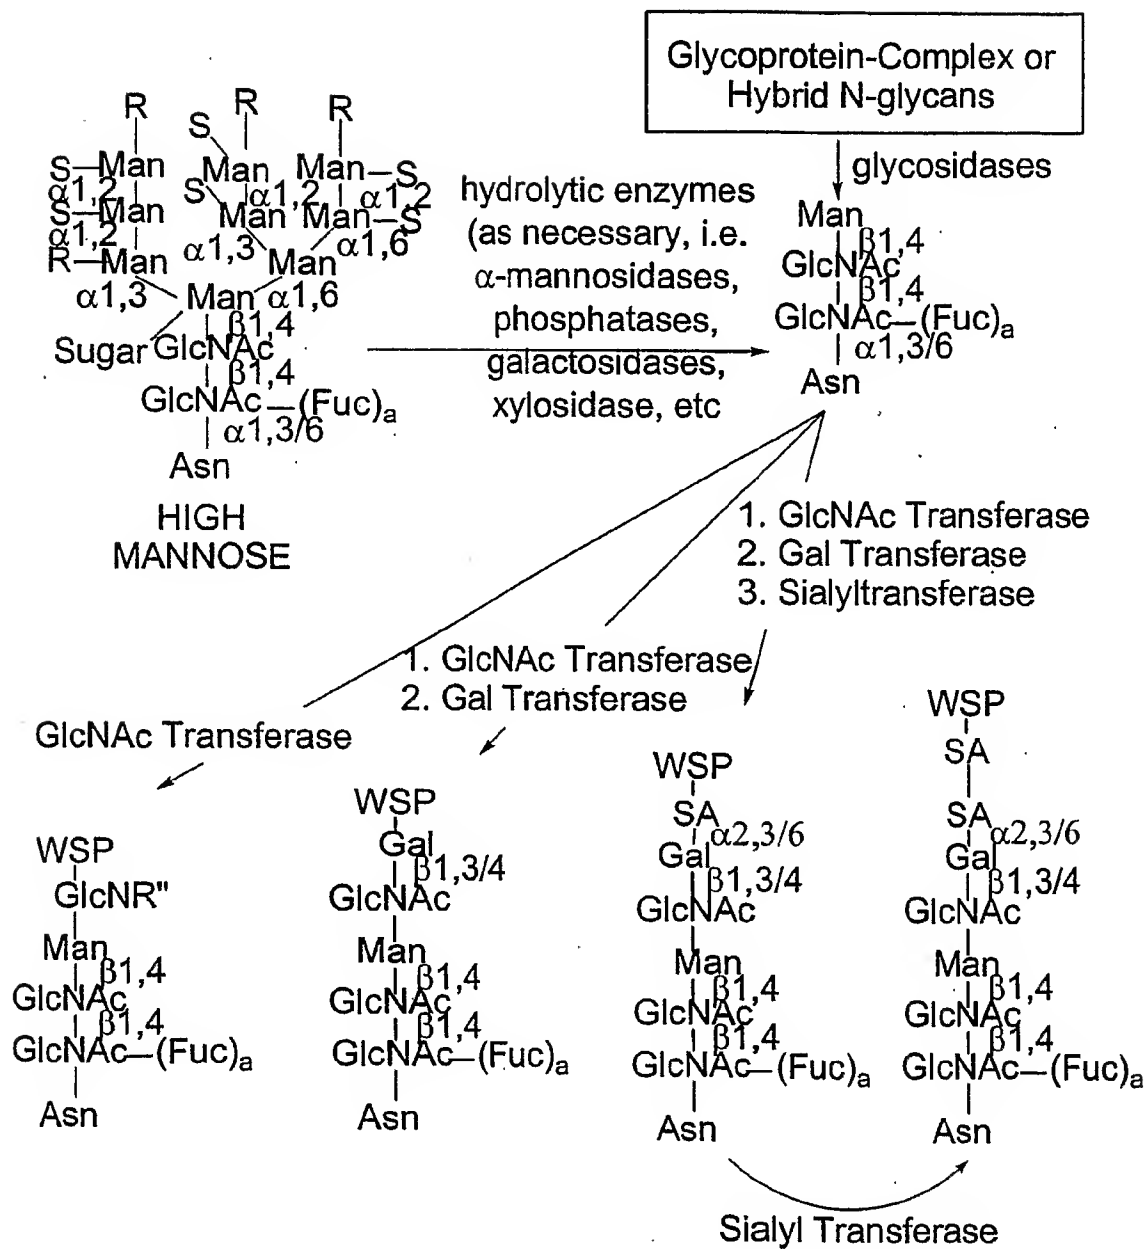 Glycoprotein-Complex or
Hybrid N-glycans
glycosidases
R
R
R
S
S–Man
Man
Man–S
α1,2
S
α1,2
α1,2
S–Man
Man
Man–S
α1,2
α1,3
α1,6
R–Man
Man
α1,3
Man
α1,6
β1,4
Sugar
GlcNAc
β1,4
GlcNAc–(Fuc)a
α1,3/6
Asn
HIGH
MANNOSE
hydrolytic enzymes
(as necessary, i.e.
α-mannosidases,
phosphatases,
galactosidases,
xylosidase, etc
Man
β1,4
GlcNAc
β1,4
GlcNAc–(Fuc)a
α1,3/6
Asn
1. GlcNAc Transferase
2. Gal Transferase
3. Sialyltransferase
1. GlcNAc Transferase
2. Gal Transferase
GlcNAc Transferase
WSP
GlcNR"
Man
β1,4
GlcNAc
β1,4
GlcNAc–(Fuc)a
Asn
WSP
Gal
β1,3/4
GlcNAc
Man
β1,4
GlcNAc
β1,4
GlcNAc–(Fuc)a
Asn
WSP
SA
α2,3/6
Gal
β1,3/4
GlcNAc
Man
β1,4
GlcNAc
β1,4
GlcNAc–(Fuc)a
Asn
WSP
SA
SA
α2,3/6
Gal
β1,3/4
GlcNAc
Man
β1,4
GlcNAc
β1,4
GlcNAc–(Fuc)a
Asn
Sialyl Transferase